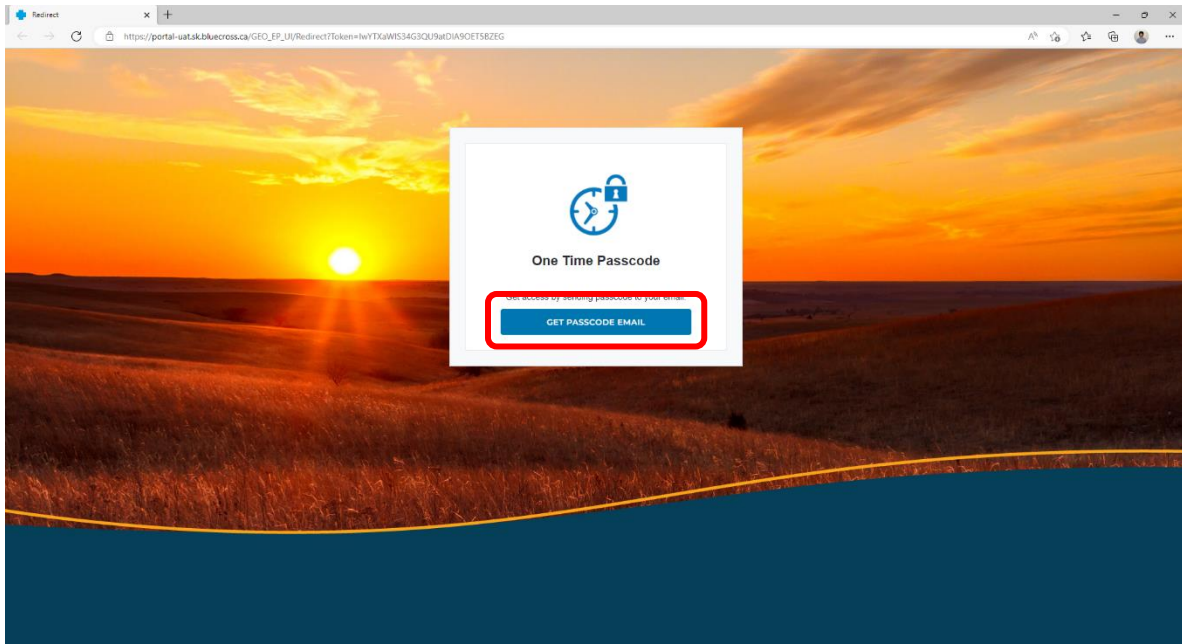 Redirect
https://portal-uat.sk.bluecross.ca/GEO_EP_UI/Redirect?Token=
One Time Passcode
Get access by sending passcode to your email.
GET PASSCODE EMAIL